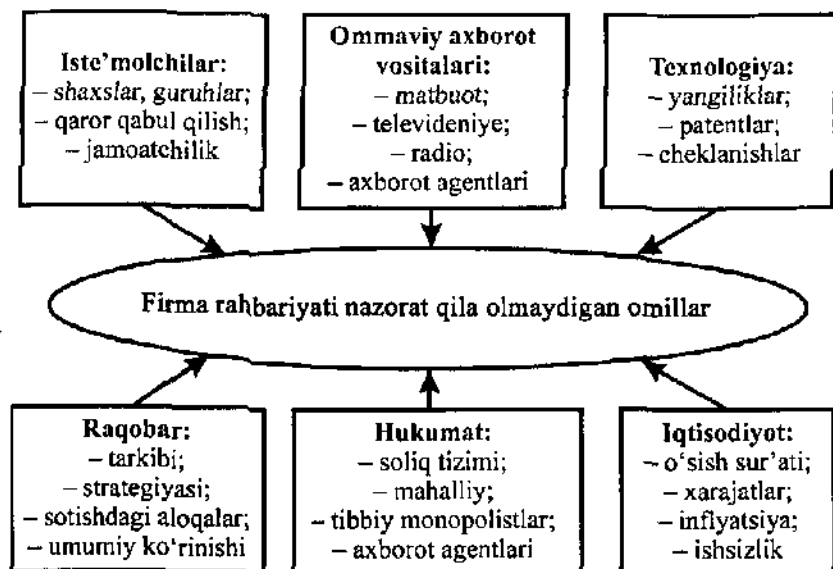 Iste’molchilar:
– shaxslar, guruhlar;
– qaror qabul qilish;
– jamoatchilik
Ommaviy axborot
vositalari:
– matbuot;
– televideniye;
– radio;
– axborot agentlari
Texnologiya:
– yangiliklar;
– patentlar;
– cheklanishlar
Firma rahbariyati nazorat qila olmaydigan omillar
Raqobar:
– tarkibi;
– strategiyasi;
– sotishdagi aloqalar;
– umumiy ko‘rinishi
Hukumat:
– soliq tizimi;
– mahalliy;
– tibbiy monopolistlar;
– axborot agentlari
Iqtisodiyot:
– o‘sish sur’ati;
– xarajatlar;
– inflyatsiya;
– ishsizlik